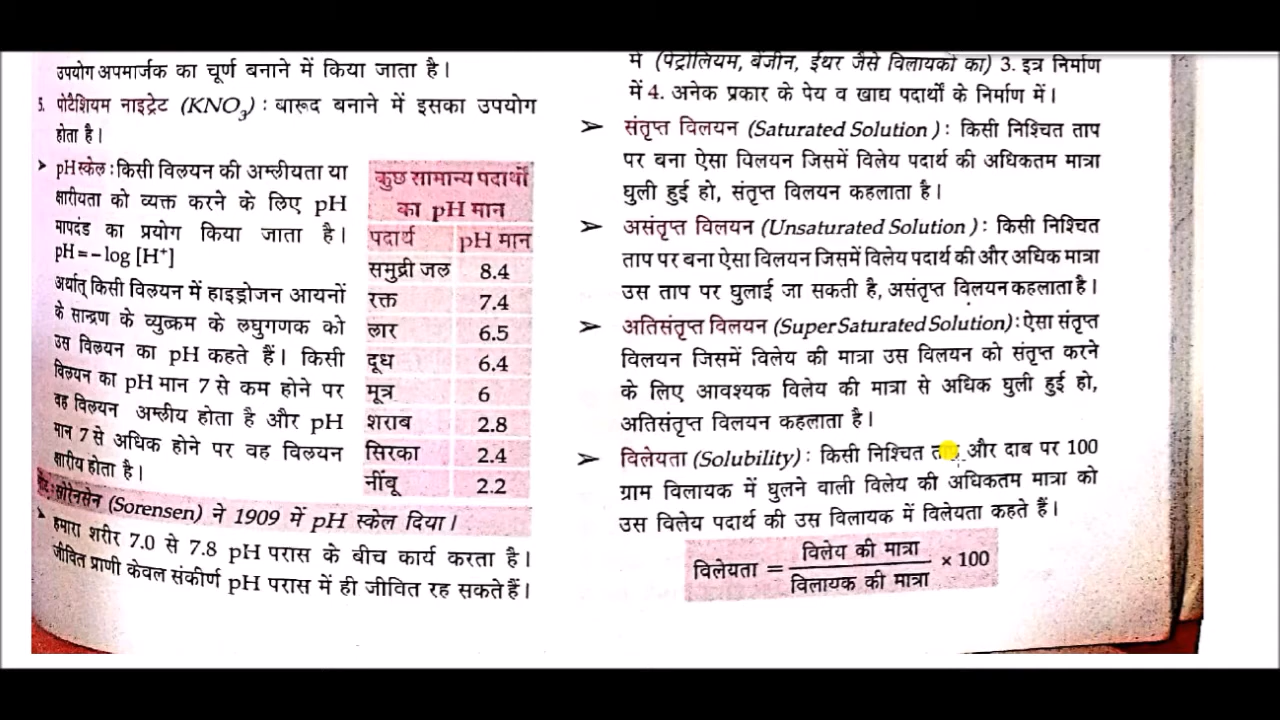 उपयोग अपमार्जक का चूर्ण बनाने में किया जाता है।
5. पोटैशियम नाइट्रेट (KNO₃) : बारूद बनाने में इसका उपयोग
होता है।
➤ pH स्केल : किसी विलयन की अम्लीयता या
क्षारीयता को व्यक्त करने के लिए pH
मापदंड का प्रयोग किया जाता है।
pH = – log [H⁺]
अर्थात् किसी विलयन में हाइड्रोजन आयनों
के सान्द्रण के व्युत्क्रम के लघुगणक को
उस विलयन का pH कहते हैं। किसी
विलयन का pH मान 7 से कम होने पर
वह विलयन अम्लीय होता है और pH
मान 7 से अधिक होने पर वह विलयन
क्षारीय होता है।
कुछ सामान्य पदार्थों
का pH मान
पदार्थ pH मान
समुद्री जल 8.4
रक्त 7.4
लार 6.5
दूध 6.4
मूत्र 6
शराब 2.8
सिरका 2.4
नींबू 2.2
सोरेनसेन (Sorensen) ने 1909 में pH स्केल दिया।
➤ हमारा शरीर 7.0 से 7.8 pH परास के बीच कार्य करता है।
जीवित प्राणी केवल संकीर्ण pH परास में ही जीवित रह सकते हैं।
में (पेट्रोलियम, बेंजीन, ईथर जैसे विलायकों का) 3. इत्र निर्माण
में 4. अनेक प्रकार के पेय व खाद्य पदार्थों के निर्माण में।
➤ संतृप्त विलयन (Saturated Solution) : किसी निश्चित ताप
पर बना ऐसा विलयन जिसमें विलेय पदार्थ की अधिकतम मात्रा
घुली हुई हो, संतृप्त विलयन कहलाता है।
➤ असंतृप्त विलयन (Unsaturated Solution) : किसी निश्चित
ताप पर बना ऐसा विलयन जिसमें विलेय पदार्थ की और अधिक मात्रा
उस ताप पर घुलाई जा सकती है, असंतृप्त विलयन कहलाता है।
➤ अतिसंतृप्त विलयन (Super Saturated Solution) : ऐसा संतृप्त
विलयन जिसमें विलेय की मात्रा उस विलयन को संतृप्त करने
के लिए आवश्यक विलेय की मात्रा से अधिक घुली हुई हो,
अतिसंतृप्त विलयन कहलाता है।
➤ विलेयता (Solubility) : किसी निश्चित और दाब पर 100
ग्राम विलायक में घुलने वाली विलेय की अधिकतम मात्रा को
उस विलेय पदार्थ की उस विलायक में विलेयता कहते हैं।
विलेयता = विलेय की मात्रा / विलायक की मात्रा × 100